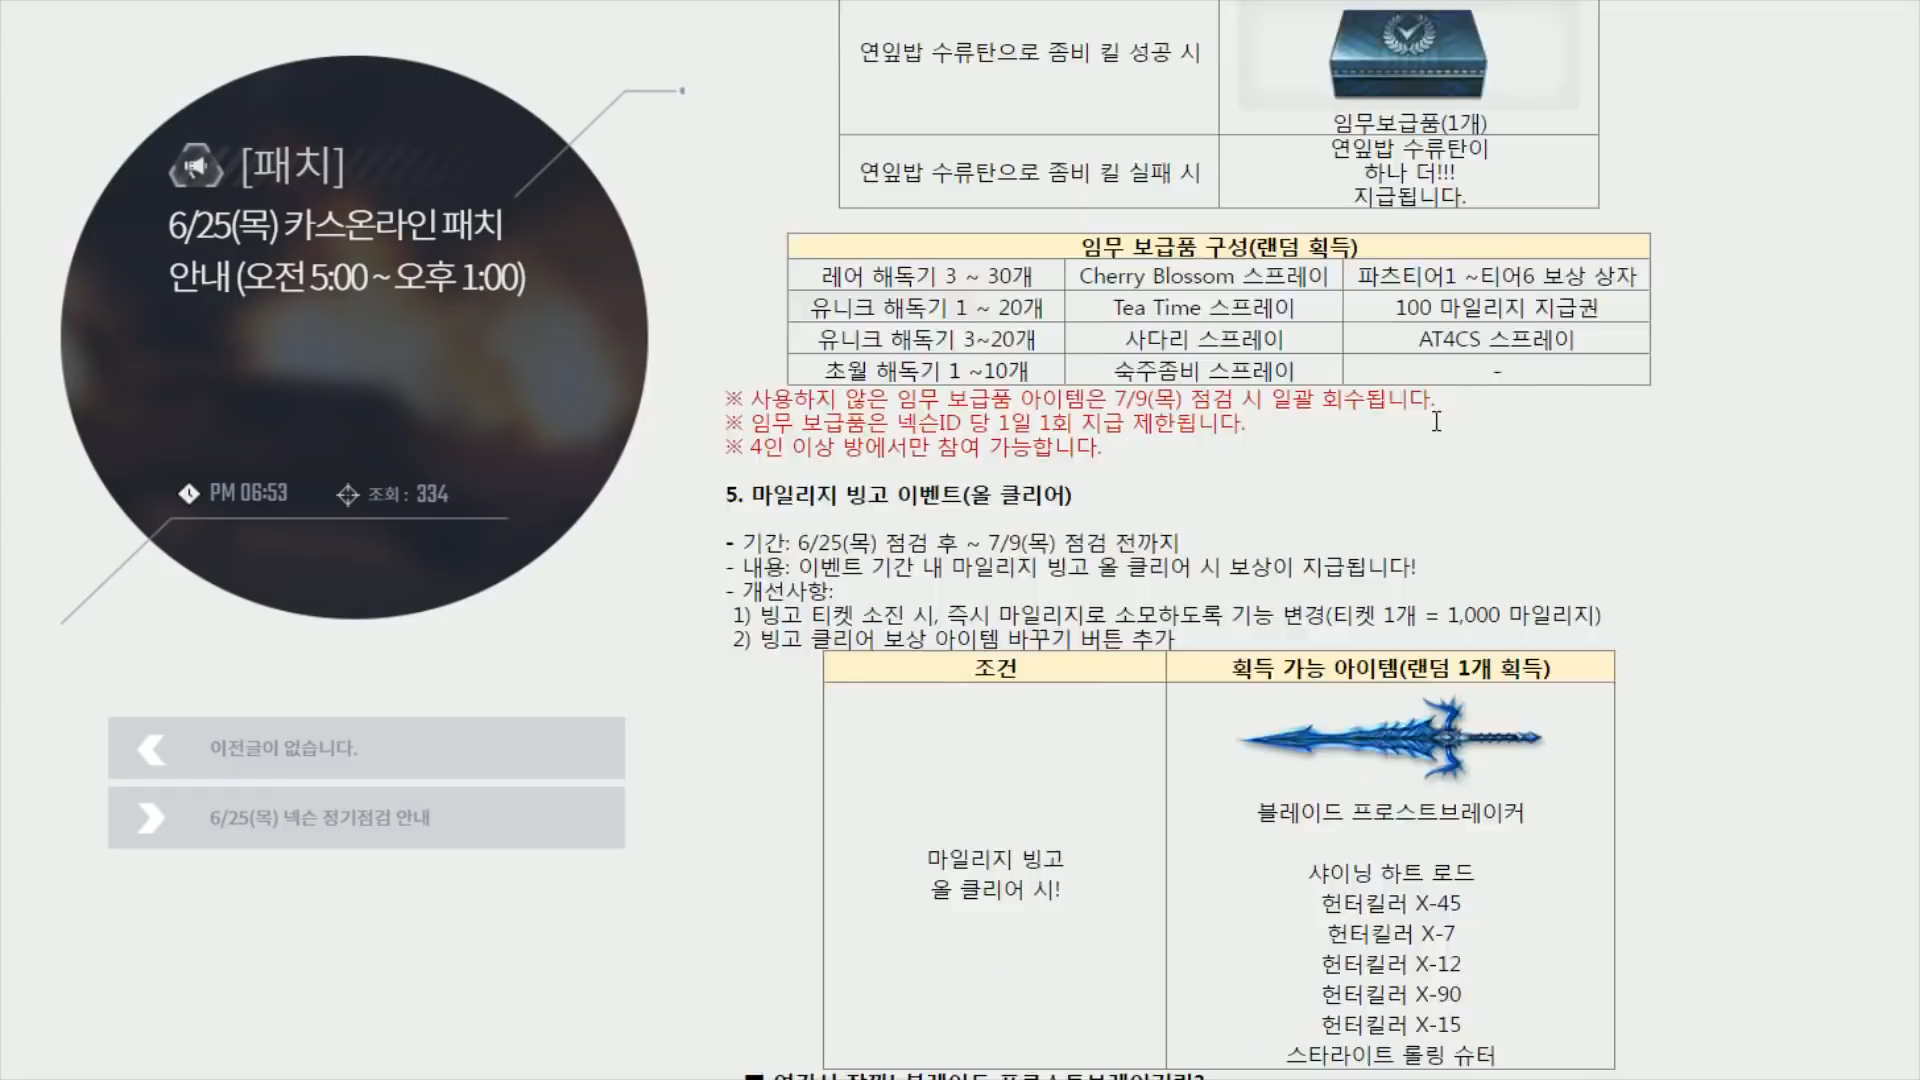 [패치]
6/25(목) 카스온라인 패치
안내 (오전 5:00 ~ 오후 1:00)
PM 06:53
조회 : 334
이전글이 없습니다.
6/25(목) 넥슨 정기점검 안내
연잎밥 수류탄으로 좀비 킬 성공 시
임무보급품(1개)
연잎밥 수류탄으로 좀비 킬 실패 시
연잎밥 수류탄이
하나 더!!!
지급됩니다.
임무 보급품 구성(랜덤 획득)
레어 해독기 3 ~ 30개 Cherry Blossom 스프레이 파츠티어1 ~티어6 보상 상자
유니크 해독기 1 ~ 20개 Tea Time 스프레이 100 마일리지 지급권
유니크 해독기 3~20개 사다리 스프레이 AT4CS 스프레이
초월 해독기 1 ~10개 숙주좀비 스프레이 -
※ 사용하지 않은 임무 보급품 아이템은 7/9(목) 점검 시 일괄 회수됩니다.
※ 임무 보급품은 넥슨ID 당 1일 1회 지급 제한됩니다.
※ 4인 이상 방에서만 참여 가능합니다.
5. 마일리지 빙고 이벤트(올 클리어)
- 기간: 6/25(목) 점검 후 ~ 7/9(목) 점검 전까지
- 내용: 이벤트 기간 내 마일리지 빙고 올 클리어 시 보상이 지급됩니다!
- 개선사항:
1) 빙고 티켓 소진 시, 즉시 마일리지로 소모하도록 기능 변경(티켓 1개 = 1,000 마일리지)
2) 빙고 클리어 보상 아이템 바꾸기 버튼 추가
조건 획득 가능 아이템(랜덤 1개 획득)
마일리지 빙고
올 클리어 시!
블레이드 프로스트브레이커
샤이닝 하트 로드
헌터킬러 X-45
헌터킬러 X-7
헌터킬러 X-12
헌터킬러 X-90
헌터킬러 X-15
스타라이트 롤링 슈터